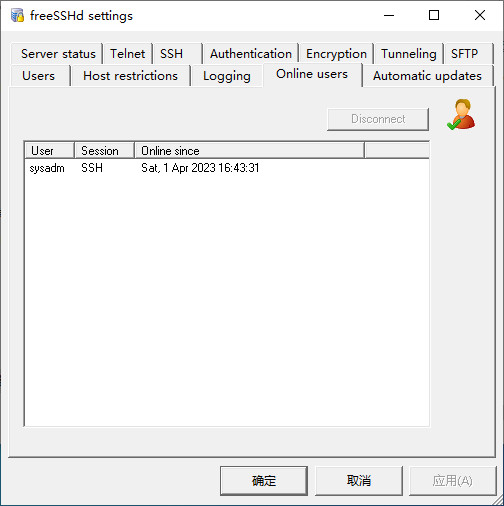 freeSSHd settings
Server status Telnet SSH Authentication Encryption Tunneling SFTP
Users Host restrictions Logging Online users Automatic updates
Disconnect
User Session Online since
sysadm SSH Sat, 1 Apr 2023 16:43:31
确定 取消 应用(A)